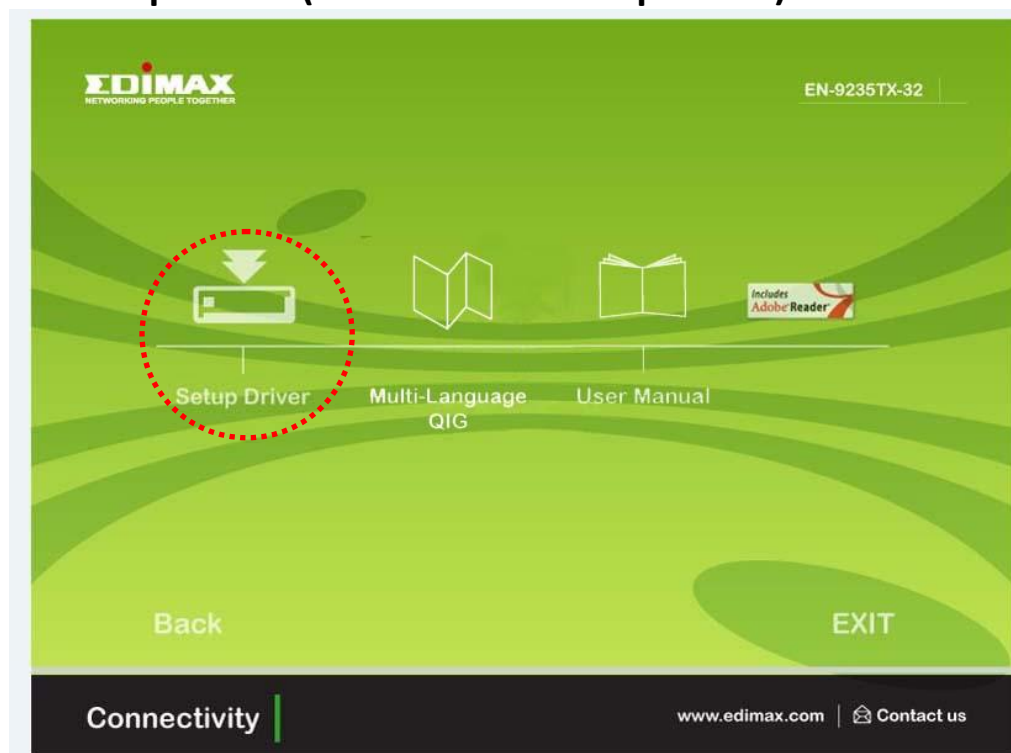 EDIMAX
NETWORKING PEOPLE TOGETHER
EN-9235TX-32
Includes
Adobe Reader
Setup Driver
Multi-Language
QIG
User Manual
Back
EXIT
Connectivity
www.edimax.com
Contact us